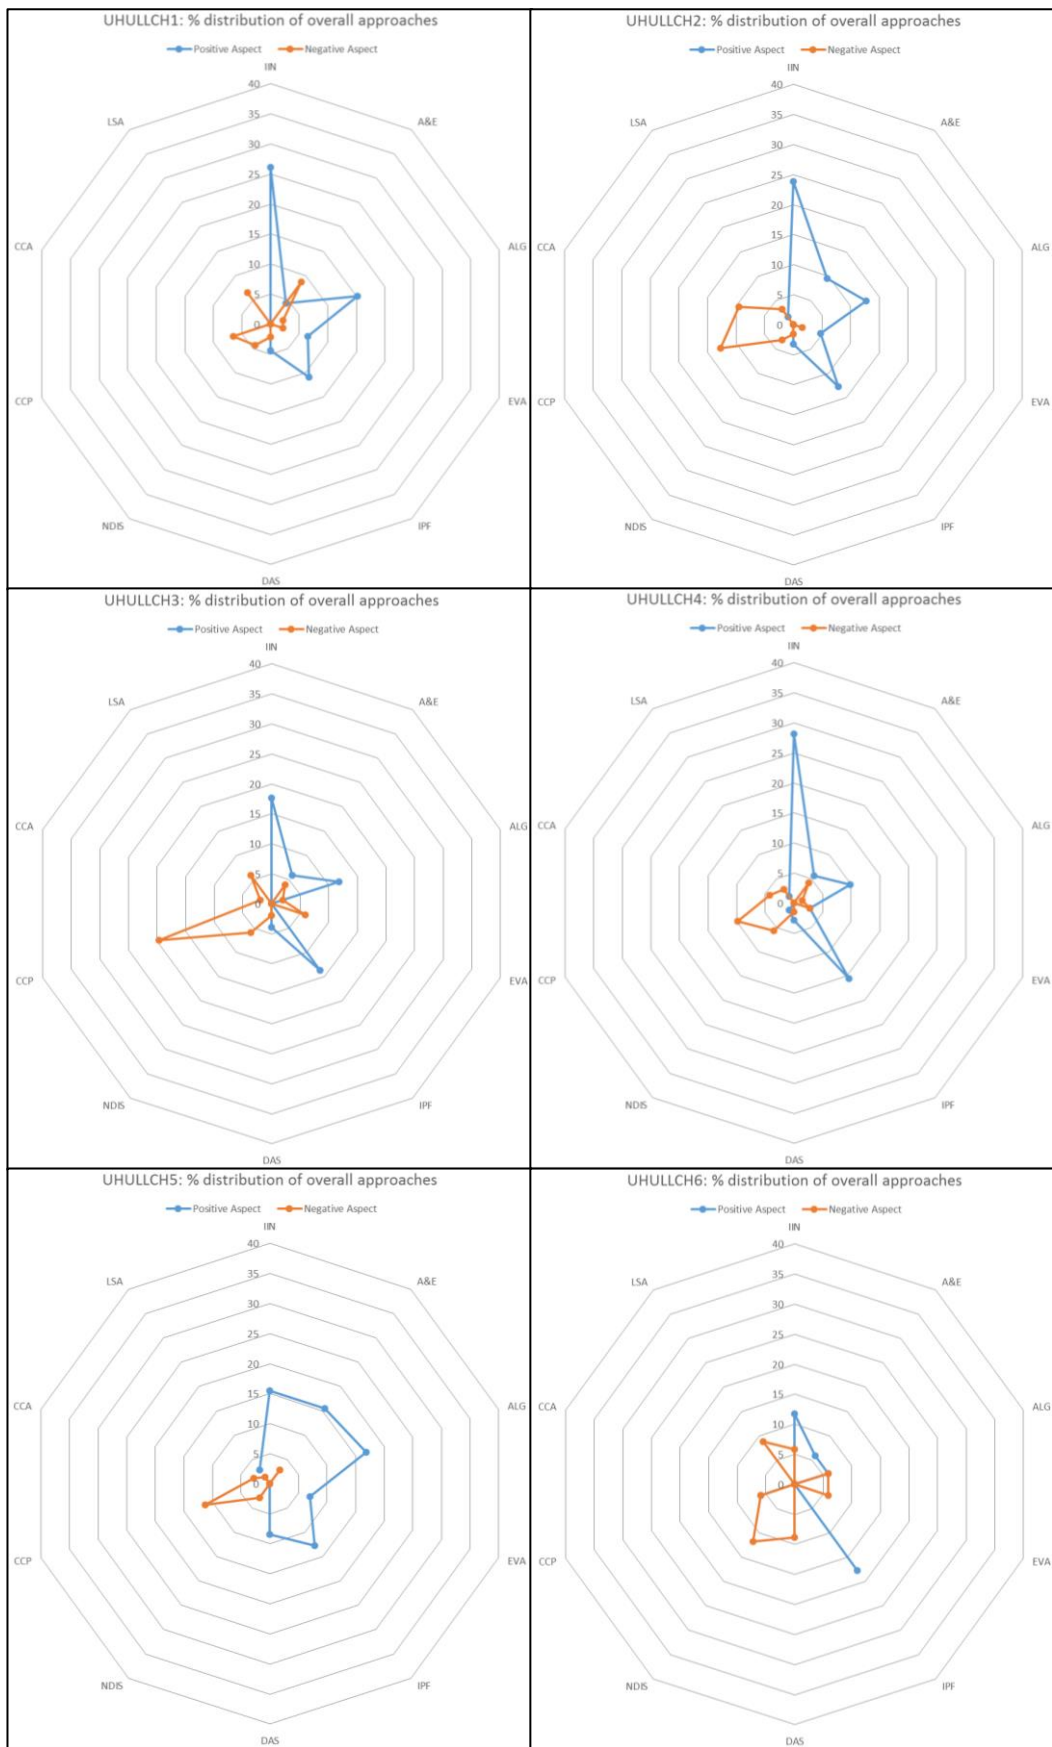 UHULLCH1: % distribution of overall approaches
Positive Aspect Negative Aspect
IIN
40
35
30
25
20
15
10
5
0
A&E
ALG
EVA
IPF
DAS
NDIS
CCP
CCA
LSA
UHULLCH2: % distribution of overall approaches
Positive Aspect Negative Aspect
IIN
40
35
30
25
20
15
10
5
0
A&E
ALG
EVA
IPF
DAS
NDIS
CCP
CCA
LSA
UHULLCH3: % distribution of overall approaches
Positive Aspect Negative Aspect
IIN
40
35
30
25
20
15
10
5
0
A&E
ALG
EVA
IPF
DAS
NDIS
CCP
CCA
LSA
UHULLCH4: % distribution of overall approaches
Positive Aspect Negative Aspect
IIN
40
35
30
25
20
15
10
5
0
A&E
ALG
EVA
IPF
DAS
NDIS
CCP
CCA
LSA
UHULLCH5: % distribution of overall approaches
Positive Aspect Negative Aspect
IIN
40
35
30
25
20
15
10
5
0
A&E
ALG
EVA
IPF
DAS
NDIS
CCP
CCA
LSA
UHULLCH6: % distribution of overall approaches
Positive Aspect Negative Aspect
IIN
40
35
30
25
20
15
10
5
0
A&E
ALG
EVA
IPF
DAS
NDIS
CCP
CCA
LSA